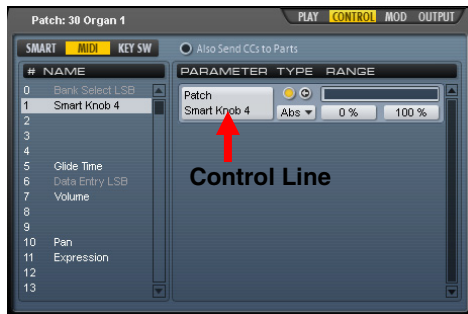 Patch: 30 Organ 1 PLAY CONTROL MOD OUTPUT
SMART MIDI KEY SW Also Send CCs to Parts
# NAME PARAMETER TYPE RANGE
0 Bank Select LSB
1 Smart Knob 4
2
3
4
5 Glide Time
6 Data Entry LSB
7 Volume
8
9
10 Pan
11 Expression
12
13
Patch
Smart Knob 4 Abs 0 % 100 %
Control Line